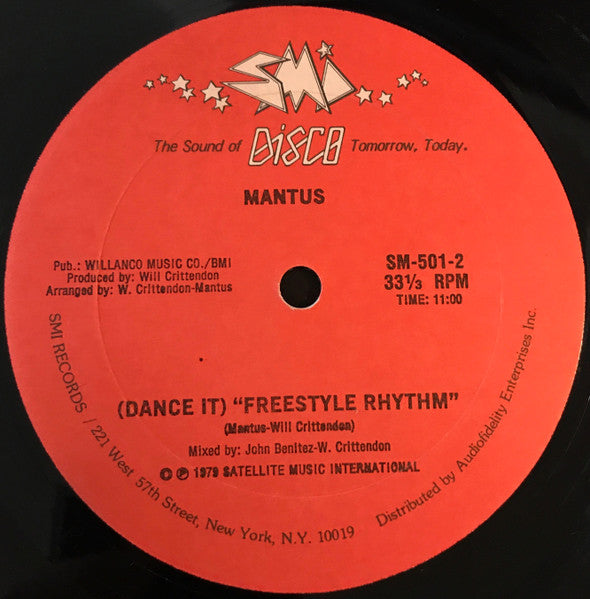 SMI
The Sound of DISCO Tomorrow, Today.
MANTUS
Pub.: WILLANCO MUSIC CO./BMI
Produced by: Will Crittendon
Arranged by: W. Crittendon-Mantus
SM-501-2
33⅓ RPM
TIME: 11:00
(DANCE IT) “FREESTYLE RHYTHM”
(Mantus-Will Crittendon)
Mixed by: John Benitez-W. Crittendon
© ℗ 1979 SATELLITE MUSIC INTERNATIONAL
SMI RECORDS / 221 West 57th Street, New York, N.Y. 10019
Distributed by Audiofidelity Enterprises Inc.